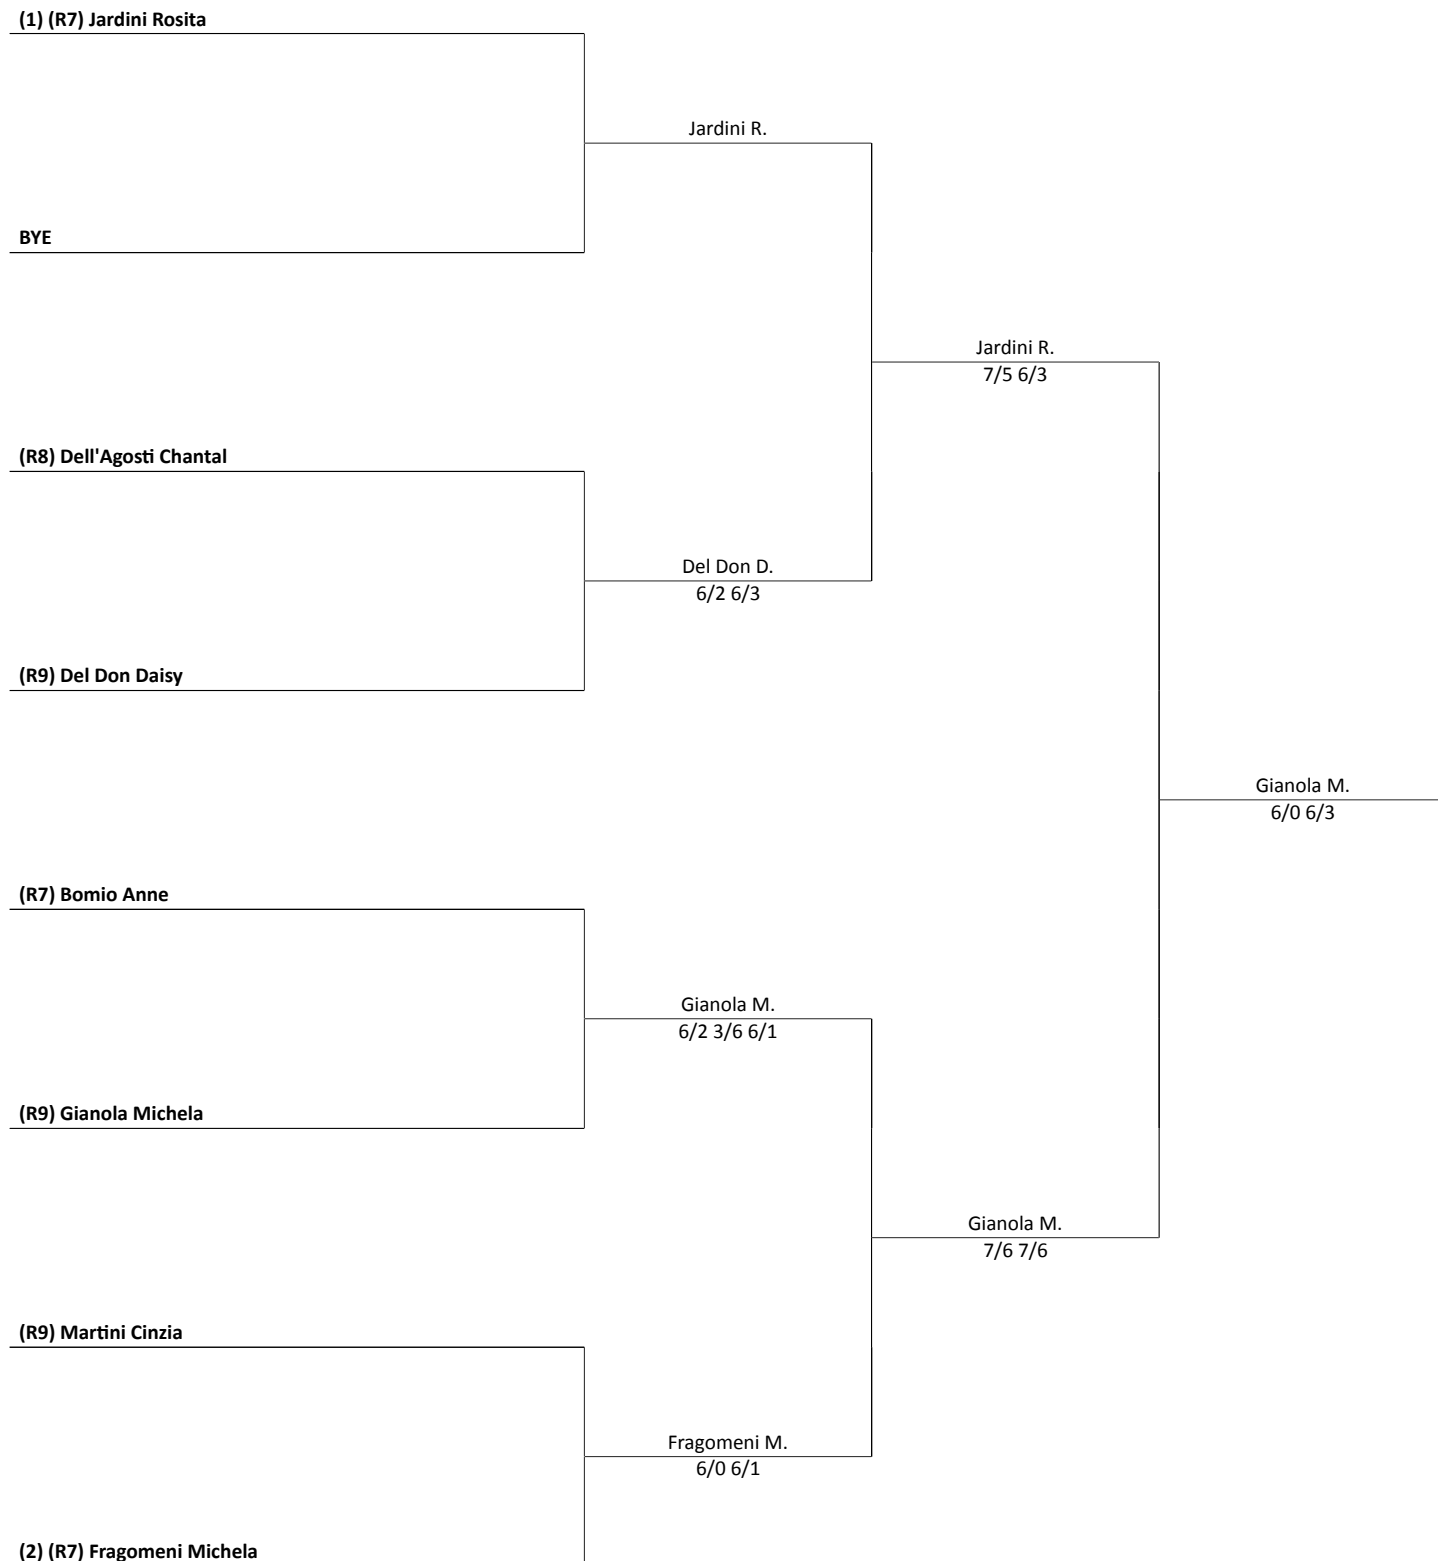 (1) (R7) Jardini Rosita
Jardini R.
BYE
Jardini R.
7/5 6/3
(R8) Dell'Agosti Chantal
Del Don D.
6/2 6/3
(R9) Del Don Daisy
Gianola M.
6/0 6/3
(R7) Bomio Anne
Gianola M.
6/2 3/6 6/1
(R9) Gianola Michela
Gianola M.
7/6 7/6
(R9) Martini Cinzia
Fragomeni M.
6/0 6/1
(2) (R7) Fragomeni Michela